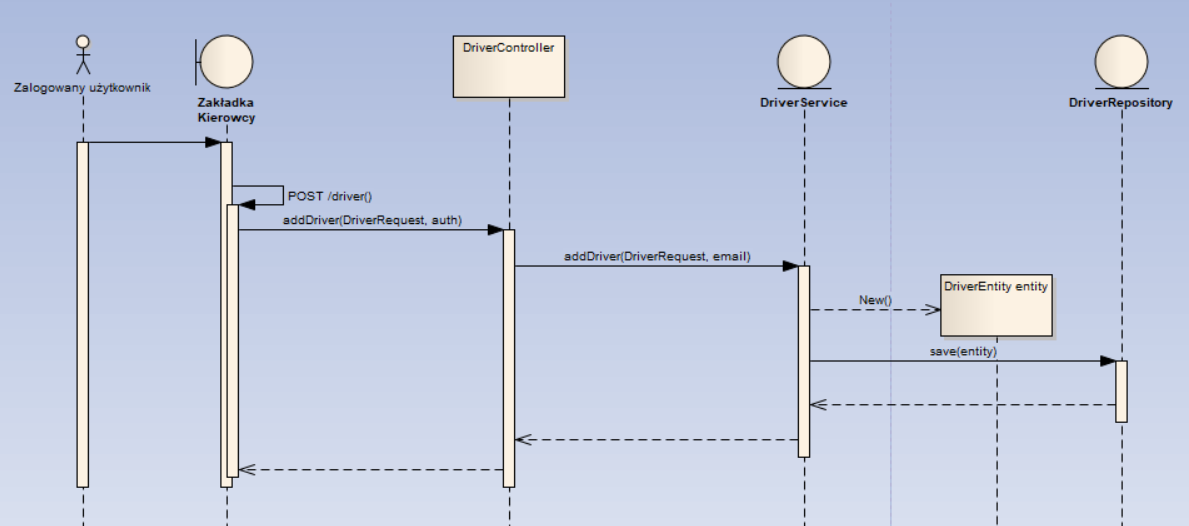 Zalogowany użytkownik
Zakładka
Kierowcy
DriverController
DriverService
DriverRepository
POST /driver()
addDriver(DriverRequest, auth)
addDriver(DriverRequest, email)
DriverEntity entity
New()
save(entity)